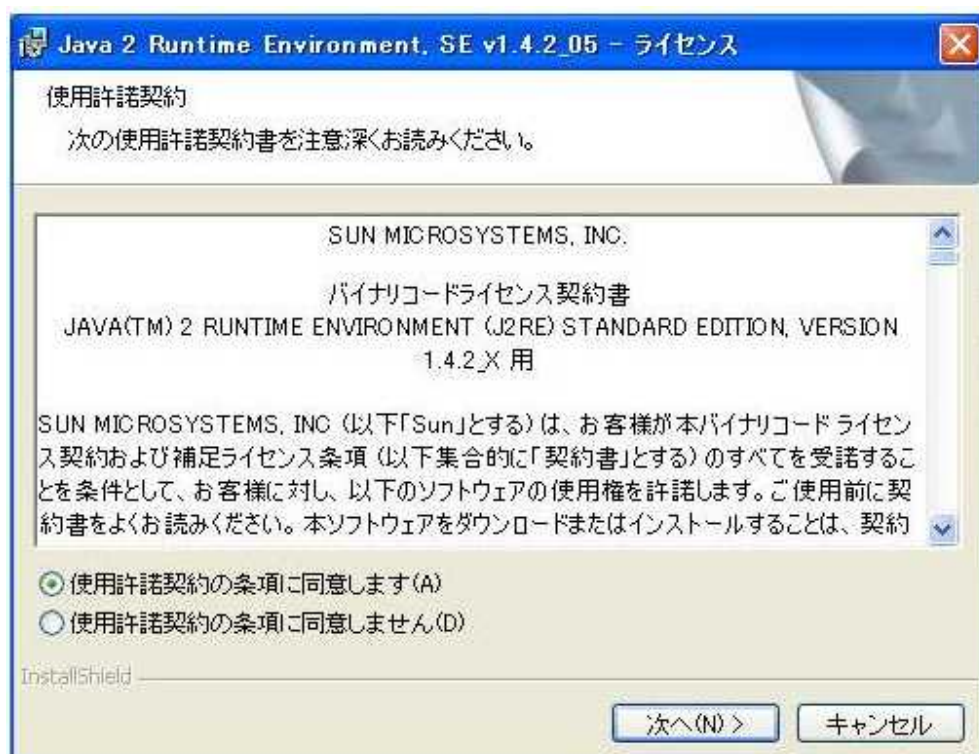 Java 2 Runtime Environment, SE v1.4.2_05 - ライセンス
使用許諾契約
次の使用許諾契約書を注意深くお読みください。
SUN MICROSYSTEMS, INC.
バイナリコードライセンス契約書
JAVA(TM) 2 RUNTIME ENVIRONMENT (J2RE) STANDARD EDITION, VERSION
1.4.2_X 用
SUN MICROSYSTEMS, INC (以下「Sun」とする) は、お客様が本バイナリコード ライセン
ス契約および補足ライセンス条項 (以下集合的に「契約書」とする) のすべてを受諾するこ
とを条件として、お客様に対し、以下のソフトウェアの使用権を許諾します。ご使用前に契
約書をよくお読みください。本ソフトウェアをダウンロードまたはインストールすることは、契約
使用許諾契約の条項に同意します(A)
使用許諾契約の条項に同意しません(D)
InstallShield
次へ(N) >
キャンセル